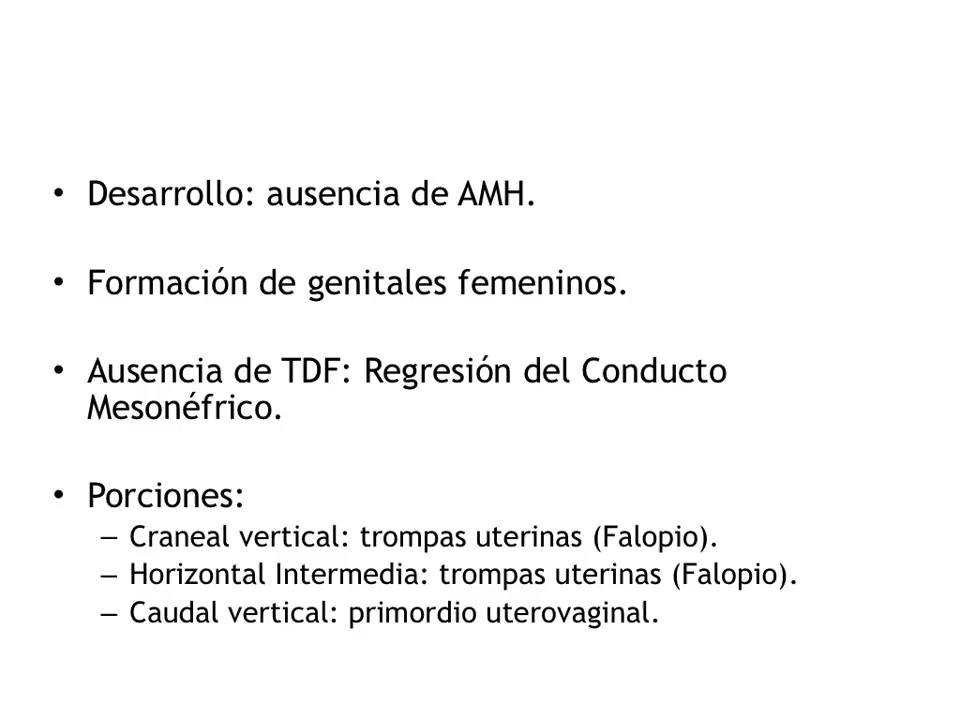 • Desarrollo: ausencia de AMH.
• Formación de genitales femeninos.
• Ausencia de TDF: Regresión del Conducto
Mesonéfrico.
• Porciones:
– Craneal vertical: trompas uterinas (Falopio).
– Horizontal Intermedia: trompas uterinas (Falopio).
– Caudal vertical: primordio uterovaginal.